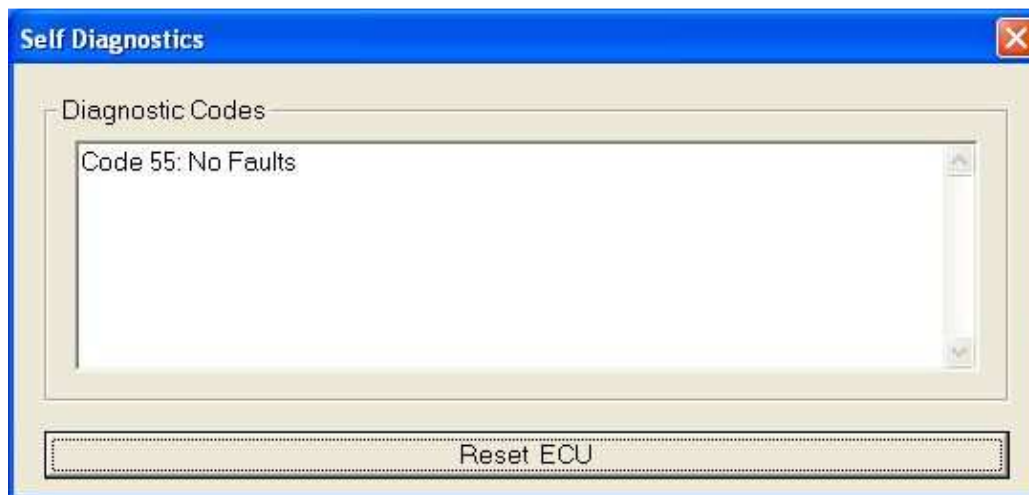 Self Diagnostics
Diagnostic Codes
Code 55: No Faults
Reset ECU